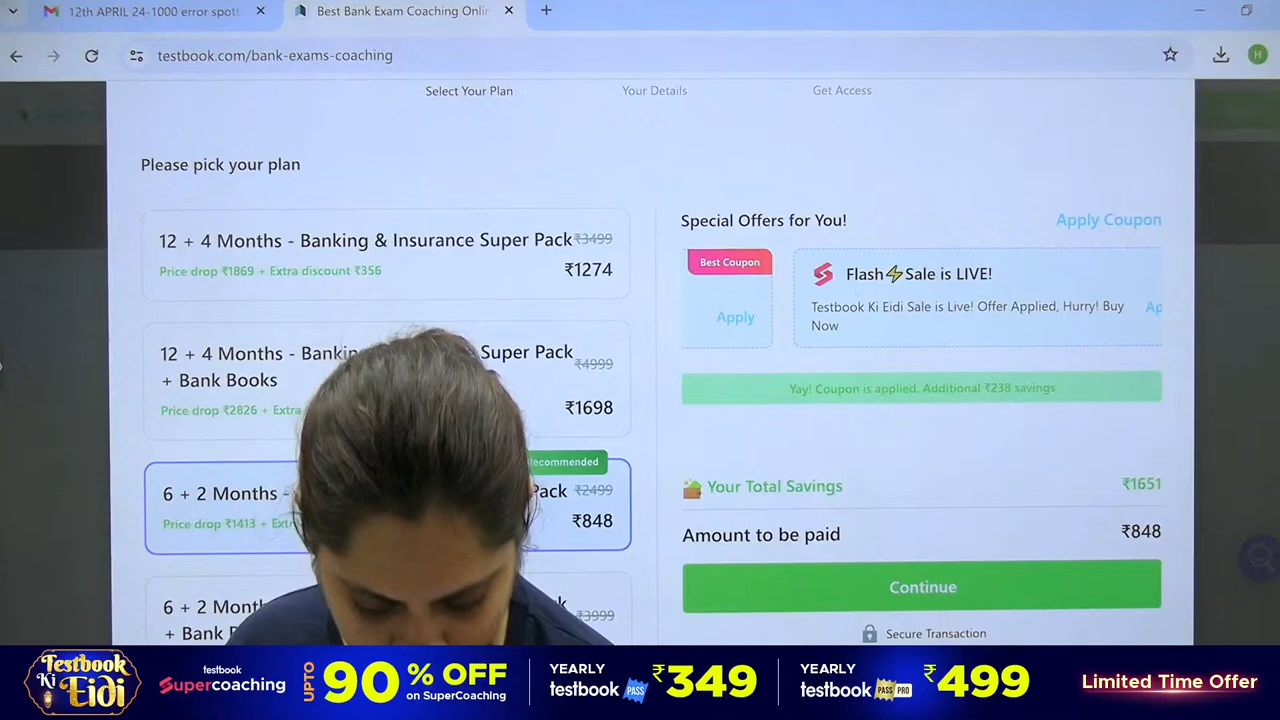 12th APRIL 24-1000 error spott
Best Bank Exam Coaching Onlin
testbook.com/bank-exams-coaching
H
Select Your Plan
Your Details
Get Access
Please pick your plan
12 + 4 Months - Banking & Insurance Super Pack ₹3499
Price drop ₹1869 + Extra discount ₹356
₹1274
12 + 4 Months - Bankin Super Pack ₹4999
+ Bank Books
Price drop ₹2826 + Extra
₹1698
Recommended
6 + 2 Months - Pack ₹2499
Price drop ₹1413 + Extra
₹848
6 + 2 Month ₹3999
+ Bank
Special Offers for You!
Apply Coupon
Best Coupon
Apply
Flash⚡Sale is LIVE!
Testbook Ki Eidi Sale is Live! Offer Applied, Hurry! Buy
Now
Ap
Yay! Coupon is applied. Additional ₹238 savings
Your Total Savings
₹1651
Amount to be paid
₹848
Continue
Secure Transaction
Testbook
Ki
Eidi
testbook
Supercoaching
UPTO
90% OFF
on SuperCoaching
YEARLY
testbook PASS
₹349
YEARLY
testbook PASS PRO
₹499
Limited Time Offer